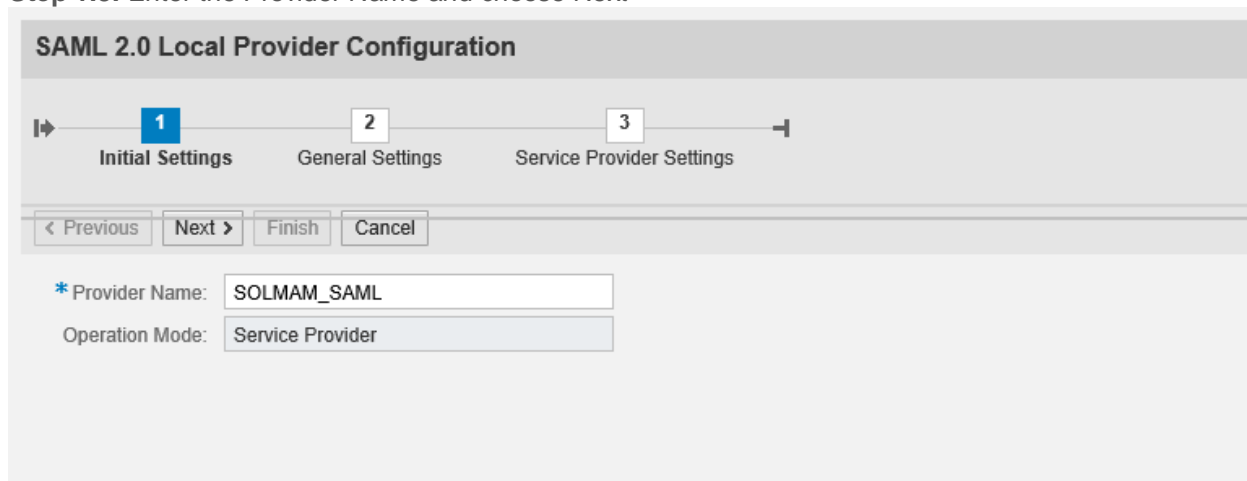 SAML 2.0 Local Provider Configuration
1 2 3
Initial Settings General Settings Service Provider Settings
Previous Next Finish Cancel
* Provider Name: SOLMAM_SAML
Operation Mode: Service Provider